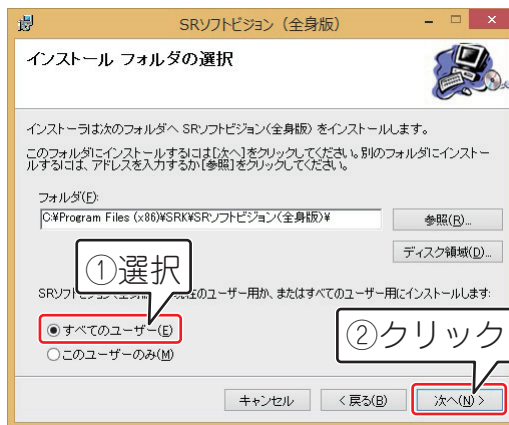 SRソフトビジョン（全身版）
インストール フォルダの選択
インストーラは次のフォルダへ SRソフトビジョン(全身版) をインストールします。
このフォルダにインストールするには[次へ]をクリックしてください。別のフォルダにインストー
ルするには、アドレスを入力するか[参照]をクリックしてください。
フォルダ(F):
C:¥Program Files (x86)¥SRK¥SRソフトビジョン(全身版)¥
参照(R)...
ディスク領域(D)...
①選択
SRソフト 現在のユーザー用か、またはすべてのユーザー用にインストールします:
すべてのユーザー(E)
このユーザーのみ(M)
②クリック
キャンセル
< 戻る(B)
次へ(N) >